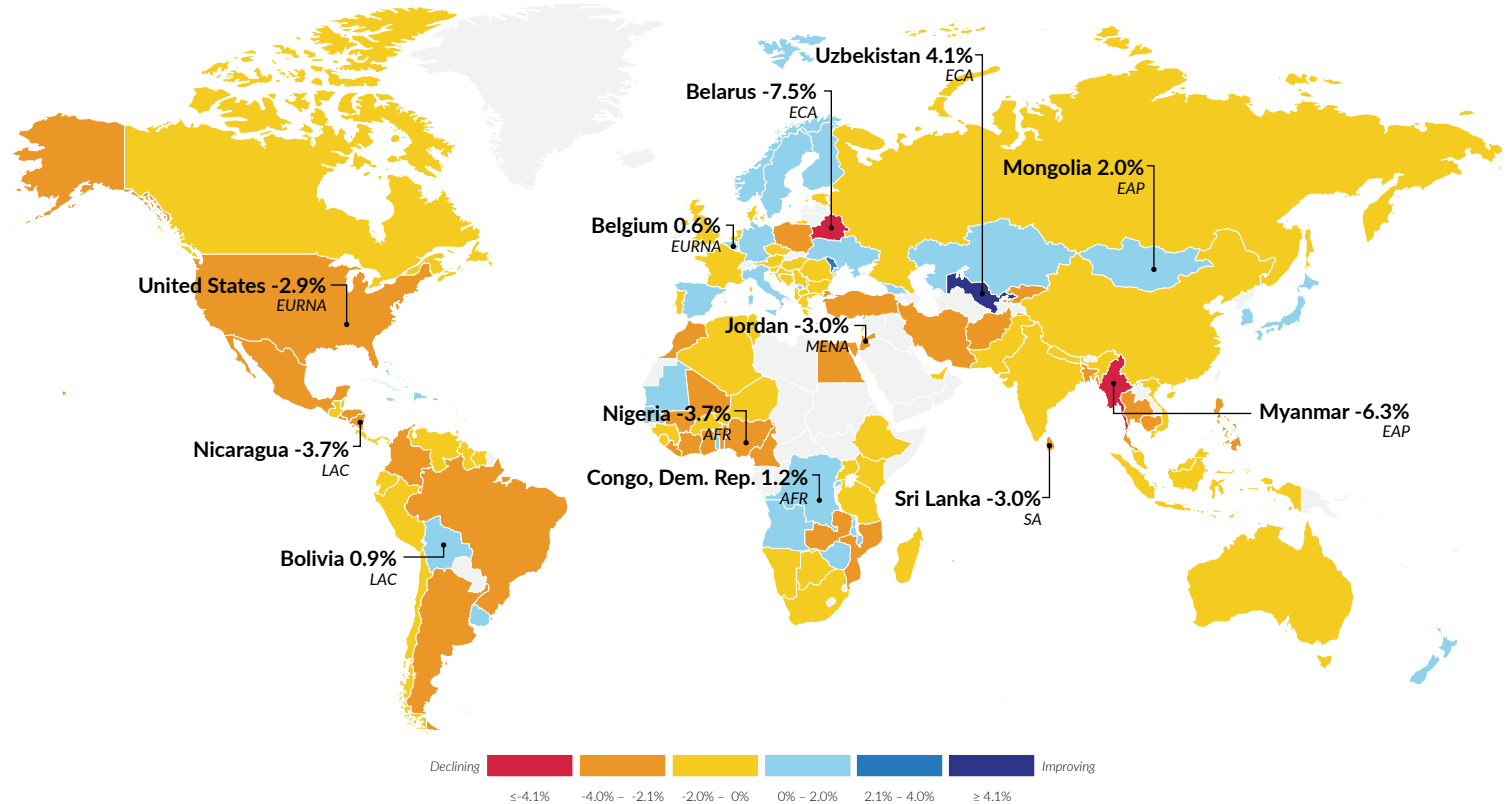 Uzbekistan 4.1%
ECA
Belarus -7.5%
ECA
Mongolia 2.0%
EAP
Belgium 0.6%
EURNA
United States -2.9%
EURNA
Jordan -3.0%
MENA
Nigeria -3.7%
AFR
Myanmar -6.3%
EAP
Nicaragua -3.7%
LAC
Congo, Dem. Rep. 1.2%
AFR
Sri Lanka -3.0%
SA
Bolivia 0.9%
LAC
Declining
Improving
≤-4.1%
-4.0% – -2.1%
-2.0% – 0%
0% – 2.0%
2.1% – 4.0%
≥ 4.1%